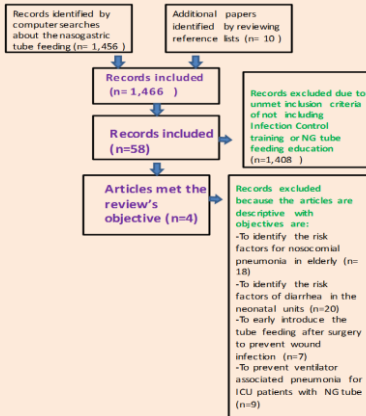 Records identified by
computer searches
about the nasogastric
tube feeding (n= 1,456 )
Additional papers
identified by reviewing
reference lists (n= 10 )
Records included
(n= 1,466 )
Records included
(n=58)
Records excluded due to
unmet inclusion criteria
of not including
Infection Control
training or NG tube
feeding education
(n=1,408 )
Articles met the
review's
objective (n=4)
Records excluded
because the articles are
descriptive with
objectives are:
-To identify the risk
factors for nosocomial
pneumonia in elderly (n=
18)
-To identify the risk
factors of diarrhea in the
neonatal units (n=20)
-To early introduce the
tube feeding after surgery
to prevent wound
infection (n=7)
-To prevent ventilator
associated pneumonia for
ICU patients with NG tube
(n=9)